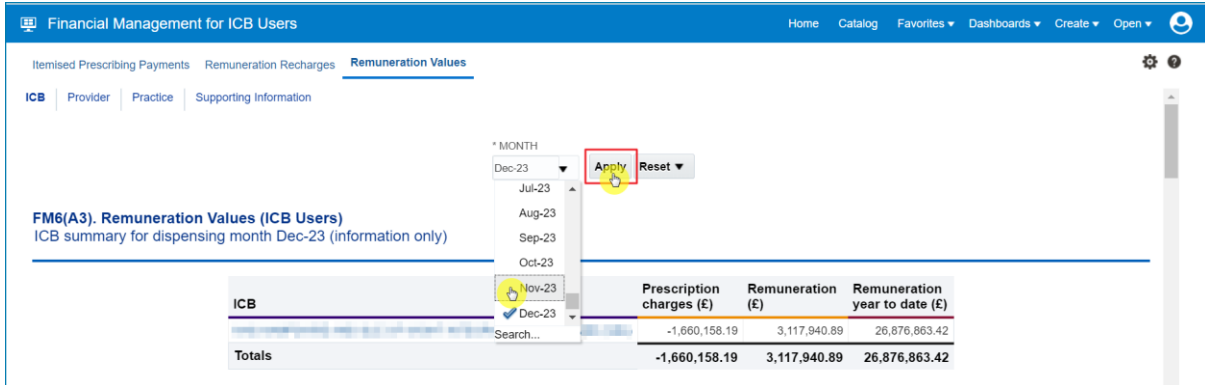 Financial Management for ICB Users
Home Catalog Favorites Dashboards Create Open
Itemised Prescribing Payments Remuneration Recharges Remuneration Values
ICB Provider Practice Supporting Information
* MONTH
Dec-23 Apply Reset
Jul-23
Aug-23
Sep-23
Oct-23
Nov-23
Dec-23
Search...
FM6(A3). Remuneration Values (ICB Users)
ICB summary for dispensing month Dec-23 (information only)
ICB Prescription charges (£) Remuneration (£) Remuneration year to date (£)
-1,660,158.19 3,117,940.89 26,876,863.42
Totals -1,660,158.19 3,117,940.89 26,876,863.42